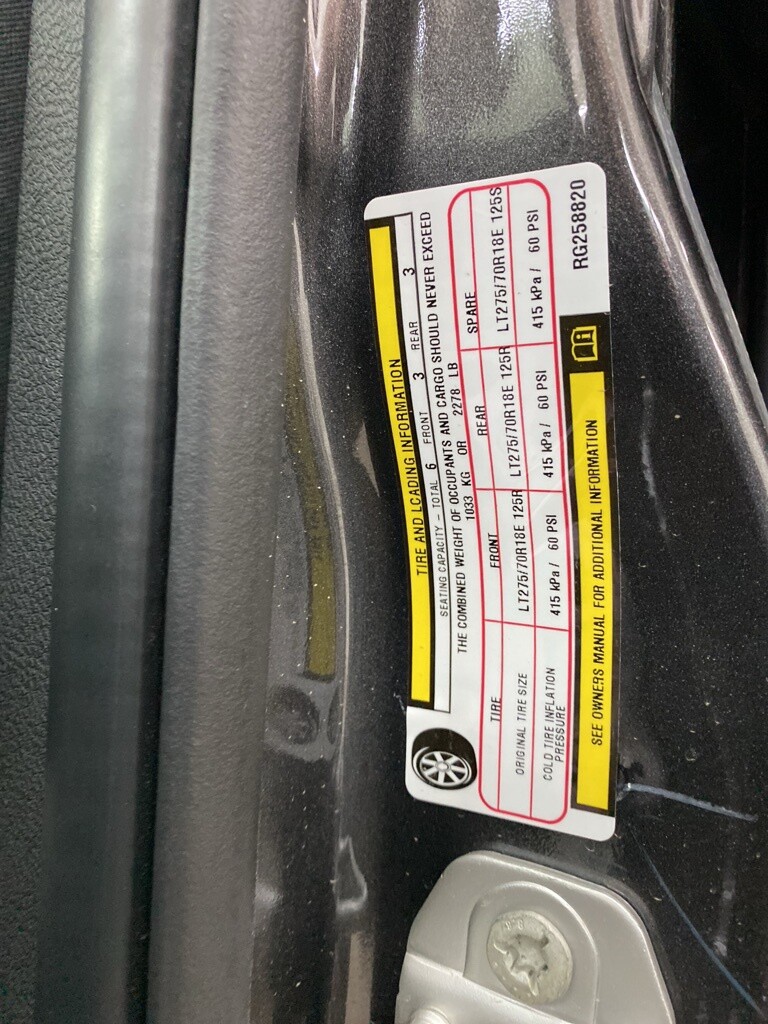 TIRE AND LOADING INFORMATION
SEATING CAPACITY - TOTAL 6 FRONT 3 REAR 3
THE COMBINED WEIGHT OF OCCUPANTS AND CARGO SHOULD NEVER EXCEED
1033 KG OR 2278 LB
TIRE FRONT REAR SPARE
ORIGINAL TIRE SIZE LT275/70R18E 125R LT275/70R18E 125R LT275/70R18E 125S
COLD TIRE INFLATION PRESSURE 415 kPa / 60 PSI 415 kPa / 60 PSI 415 kPa / 60 PSI
SEE OWNERS MANUAL FOR ADDITIONAL INFORMATION
RG258820